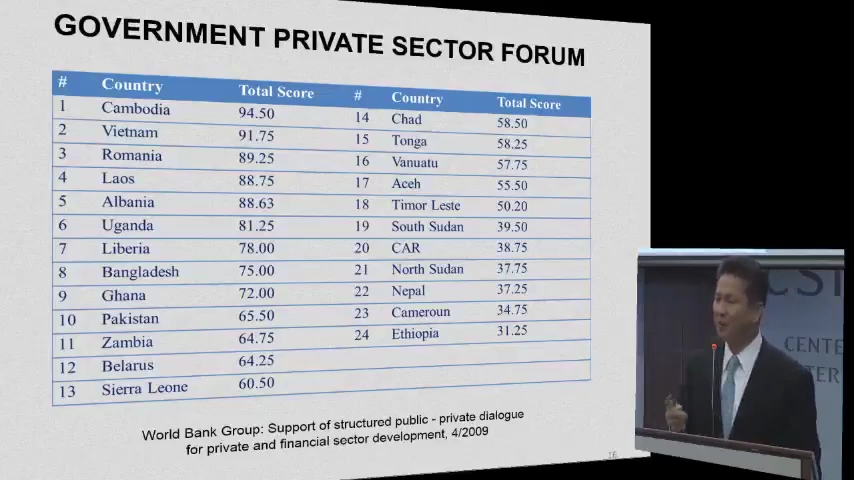 GOVERNMENT PRIVATE SECTOR FORUM
# Country Total Score # Country Total Score
1 Cambodia 94.50 14 Chad 58.50
2 Vietnam 91.75 15 Tonga 58.25
3 Romania 89.25 16 Vanuatu 57.75
4 Laos 88.75 17 Aceh 55.50
5 Albania 88.63 18 Timor Leste 50.20
6 Uganda 81.25 19 South Sudan 39.50
7 Liberia 78.00 20 CAR 38.75
8 Bangladesh 75.00 21 North Sudan 37.75
9 Ghana 72.00 22 Nepal 37.25
10 Pakistan 65.50 23 Cameroun 34.75
11 Zambia 64.75 24 Ethiopia 31.25
12 Belarus 64.25
13 Sierra Leone 60.50
World Bank Group: Support of structured public - private dialogue
for private and financial sector development, 4/2009
16